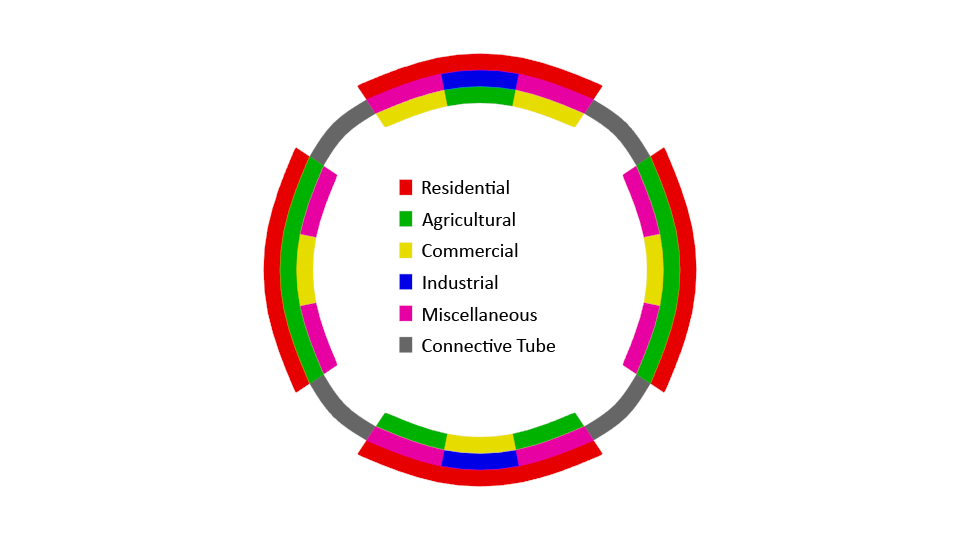 Residential
Agricultural
Commercial
Industrial
Miscellaneous
Connective Tube